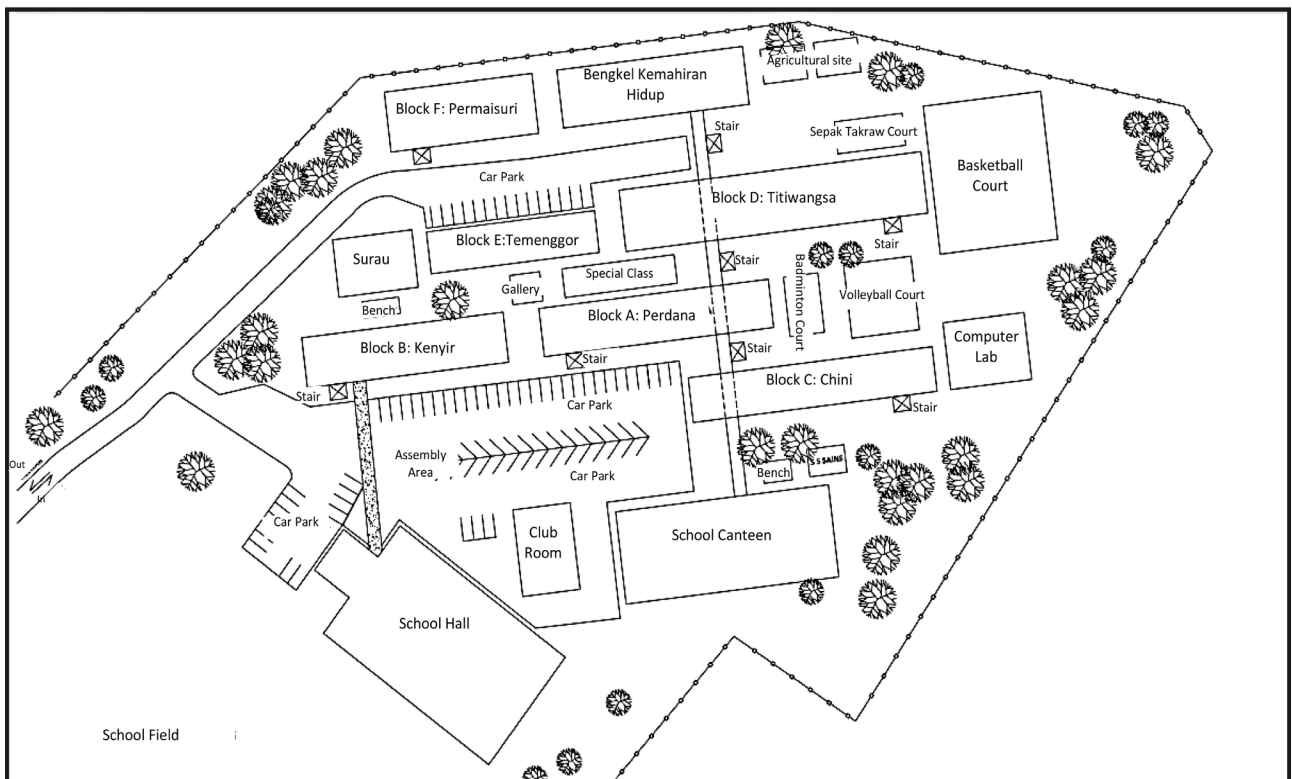 Agricultural site
Bengkel Kemahiran
Hidup
Block F: Permaisuri
Stair
Sepak Takraw Court
Basketball
Court
Car Park
Block D: Titiwangsa
Block E:Temenggor
Stair
Surau
Special Class
Stair
Gallery
Badminton Court
Volleyball Court
Bench
Block A: Perdana
Block B: Kenyir
Stair
Stair
Computer
Lab
Block C: Chini
Stair
Car Park
Stair
Assembly
Area
Car Park
Bench
S SAINS
Out
In
Car Park
Club
Room
School Canteen
School Hall
School Field